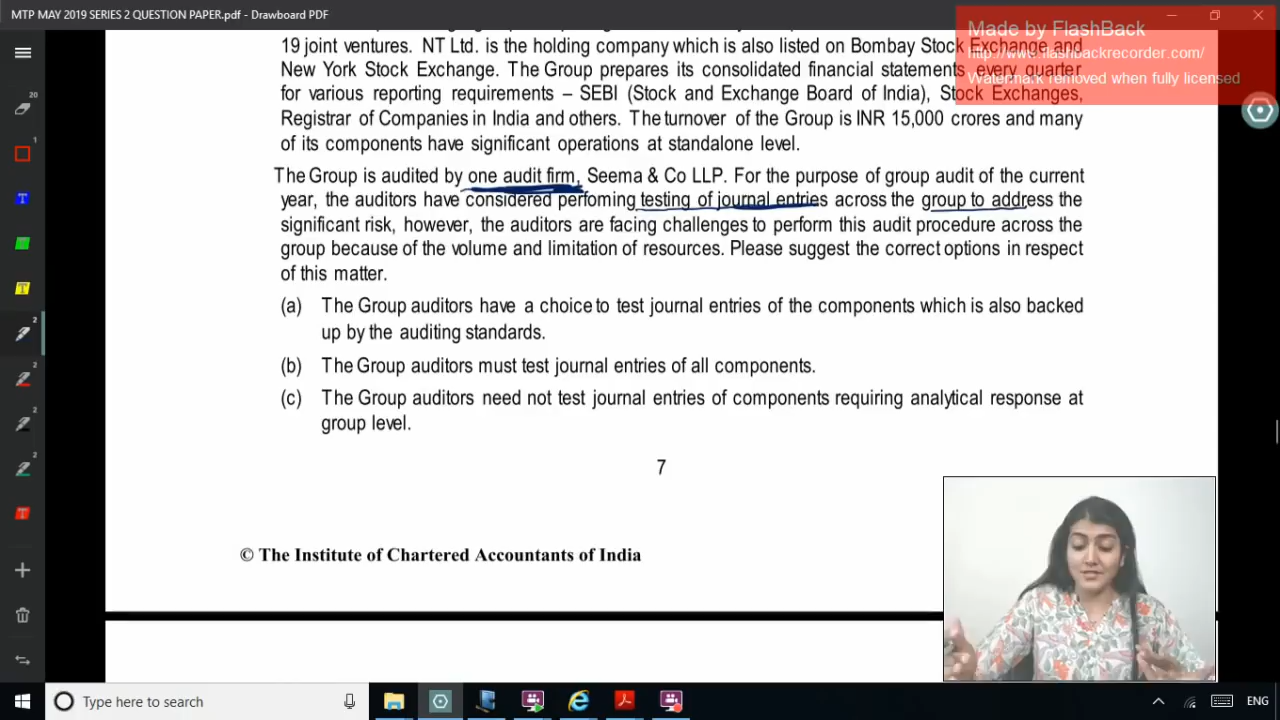 MTP MAY 2019 SERIES 2 QUESTION PAPER.pdf - Drawboard PDF
Made by FlashBack
http://www.flashbackrecorder.com/
Watermark removed when fully licensed
19 joint ventures. NT Ltd. is the holding company which is also listed on Bombay Stock Exchange and
New York Stock Exchange. The Group prepares its consolidated financial statements every quarter
for various reporting requirements – SEBI (Stock and Exchange Board of India), Stock Exchanges,
Registrar of Companies in India and others. The turnover of the Group is INR 15,000 crores and many
of its components have significant operations at standalone level.
The Group is audited by one audit firm, Seema & Co LLP. For the purpose of group audit of the current
year, the auditors have considered perfoming testing of journal entries across the group to address the
significant risk, however, the auditors are facing challenges to perform this audit procedure across the
group because of the volume and limitation of resources. Please suggest the correct options in respect
of this matter.
(a) The Group auditors have a choice to test journal entries of the components which is also backed
up by the auditing standards.
(b) The Group auditors must test journal entries of all components.
(c) The Group auditors need not test journal entries of components requiring analytical response at
group level.
7
© The Institute of Chartered Accountants of India
20
1
2
2
2
2
Type here to search
ENG